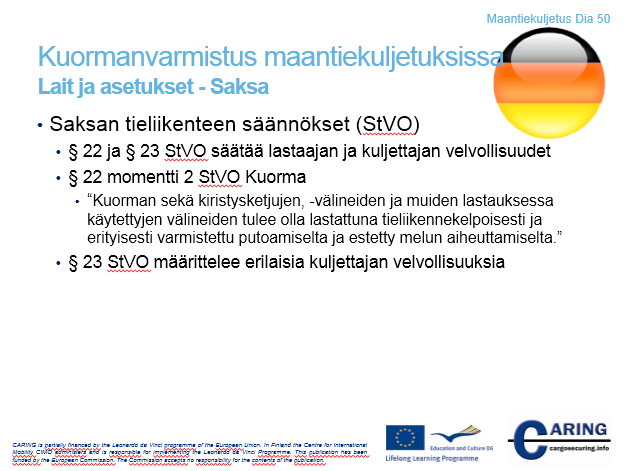 Maantiekuljetus Dia 50
Kuormanvarmistus maantiekuljetuksissa
Lait ja asetukset - Saksa
• Saksan tieliikenteen säännökset (StVO)
• § 22 ja § 23 StVO säätää lastaajan ja kuljettajan velvollisuudet
• § 22 momentti 2 StVO Kuorma
• “Kuorman sekä kiristysketjujen, -välineiden ja muiden lastauksessa
käytettyjen välineiden tulee olla lastattuna tieliikennekelpoisesti ja
erityisesti varmistettu putoamiselta ja estetty melun aiheuttamiselta.”
• § 23 StVO määrittelee erilaisia kuljettajan velvollisuuksia
CARING is partially financed by the Leonardo da Vinci programme of the European Union. In Finland the Centre for International
Mobility CIMO administers and is responsible for implementing the Leonardo da Vinci Programme. This publication has been
funded by the European Commission. The Commission accepts no responsibility for the contents of the publication.
Education and Culture DG
Lifelong Learning Programme
CARING
cargosecuring.info